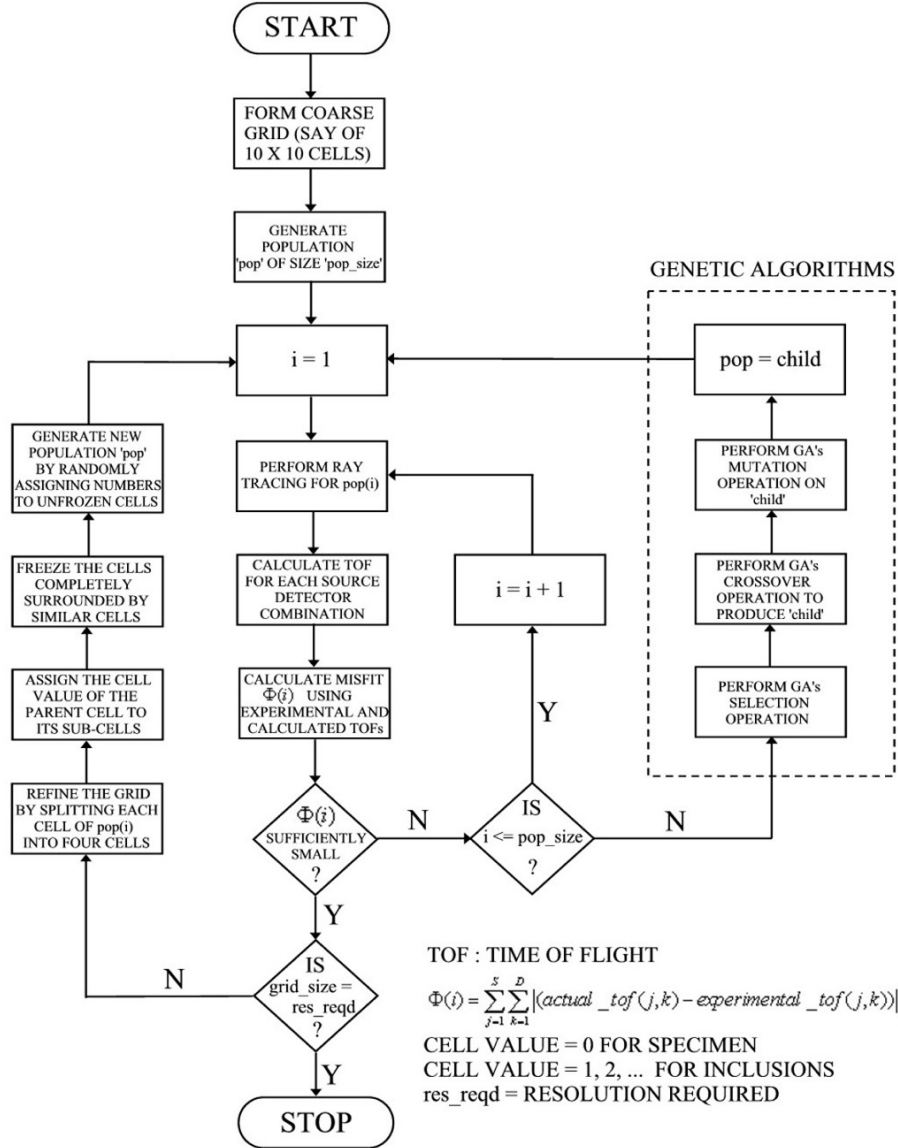 START
FORM COARSE
GRID (SAY OF
10 X 10 CELLS)
GENERATE
POPULATION
'pop' OF SIZE 'pop_size'
i = 1
PERFORM RAY
TRACING FOR pop(i)
CALCULATE TOF
FOR EACH SOURCE
DETECTOR
COMBINATION
CALCULATE MISFIT
Φ(i) USING
EXPERIMENTAL AND
CALCULATED TOFs
Φ(i)
SUFFICIENTLY
SMALL
?
N
Y
IS
grid_size =
res_reqd
?
N
Y
STOP
GENERATE NEW
POPULATION 'pop'
BY RANDOMLY
ASSIGNING NUMBERS
TO UNFROZEN CELLS
FREEZE THE CELLS
COMPLETELY
SURROUNDED BY
SIMILAR CELLS
ASSIGN THE CELL
VALUE OF THE
PARENT CELL TO
ITS SUB-CELLS
REFINE THE GRID
BY SPLITTING EACH
CELL OF pop(i)
INTO FOUR CELLS
i = i + 1
Y
IS
i <= pop_size
?
N
GENETIC ALGORITHMS
pop = child
PERFORM GA's
MUTATION
OPERATION ON
'child'
PERFORM GA's
CROSSOVER
OPERATION TO
PRODUCE 'child'
PERFORM GA's
SELECTION
OPERATION
TOF : TIME OF FLIGHT
Φ(i) = ∑_{j=1}^{S} ∑_{k=1}^{D} |(actual _tof(j,k) − experimental _tof(j,k))|
CELL VALUE = 0 FOR SPECIMEN
CELL VALUE = 1, 2, ... FOR INCLUSIONS
res_reqd = RESOLUTION REQUIRED